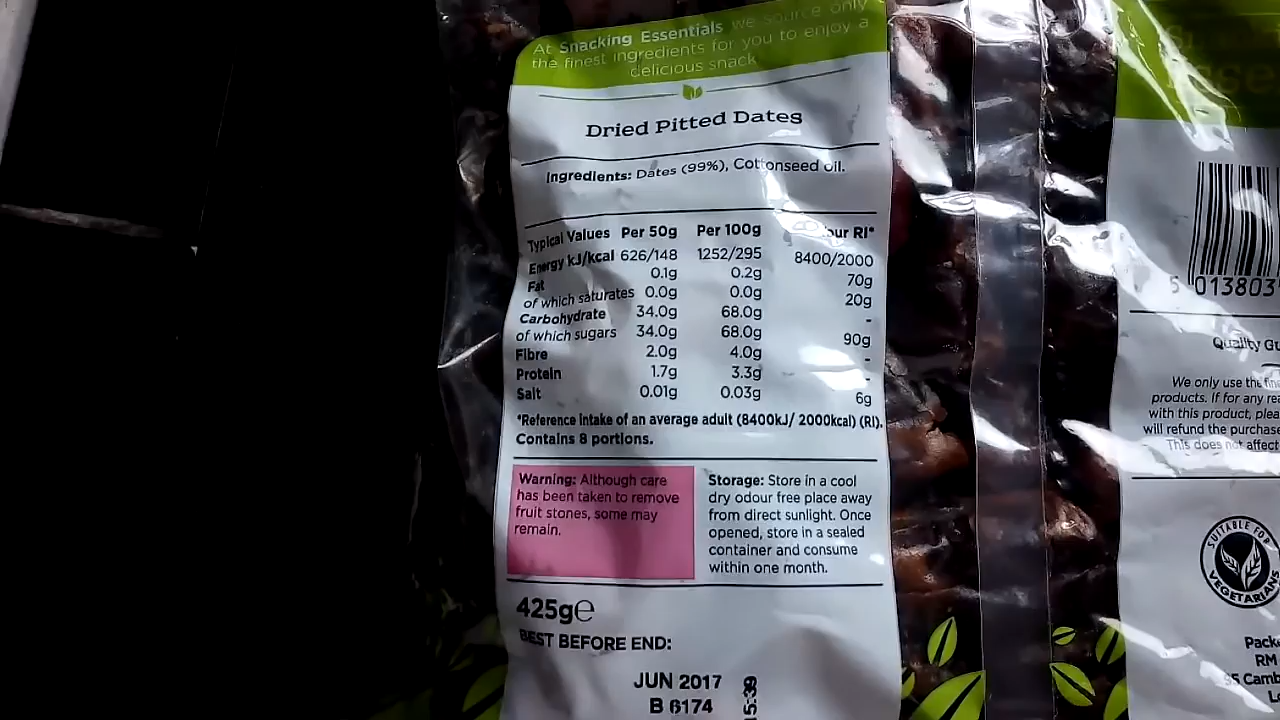 At Snacking Essentials we source only
the finest ingredients for you to enjoy a
delicious snack
Dried Pitted Dates
Ingredients: Dates (99%), Cottonseed oil.
Typical Values Per 50g Per 100g our RI*
Energy kJ/kcal 626/148 1252/295 8400/2000
Fat 0.1g 0.2g 70g
of which saturates 0.0g 0.0g 20g
Carbohydrate 34.0g 68.0g -
of which sugars 34.0g 68.0g 90g
Fibre 2.0g 4.0g -
Protein 1.7g 3.3g -
Salt 0.01g 0.03g 6g
*Reference intake of an average adult (8400kJ/ 2000kcal) (RI).
Contains 8 portions.
Warning: Although care
has been taken to remove
fruit stones, some may
remain.
Storage: Store in a cool
dry odour free place away
from direct sunlight. Once
opened, store in a sealed
container and consume
within one month.
425g℮
BEST BEFORE END:
JUN 2017
B 6174
5:39
5 013803
Quality Gu
We only use the fin
products. If for any rea
with this product, plea
will refund the purchase
This does not affect
SUITABLE FOR
VEGETARIANS
Packe
RM
95 Camb
Lo